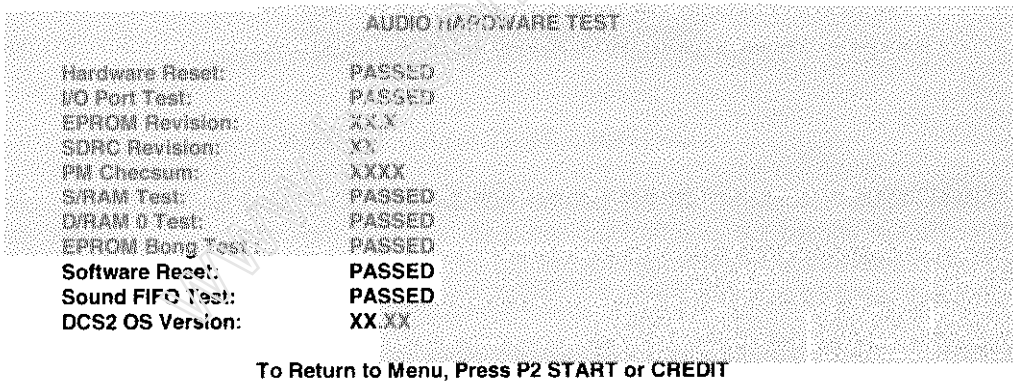 AUDIO HARDWARE TEST
Hardware Reset: PASSED
I/O Port Test: PASSED
EPROM Revision: XX.X
SDRC Revision: XX
PM Checsum: XXXX
S/RAM Test: PASSED
D/RAM 0 Test: PASSED
EPROM Bong Test : PASSED
Software Reset: PASSED
Sound FIFO Test: PASSED
DCS2 OS Version: XX.XX
To Return to Menu, Press P2 START or CREDIT